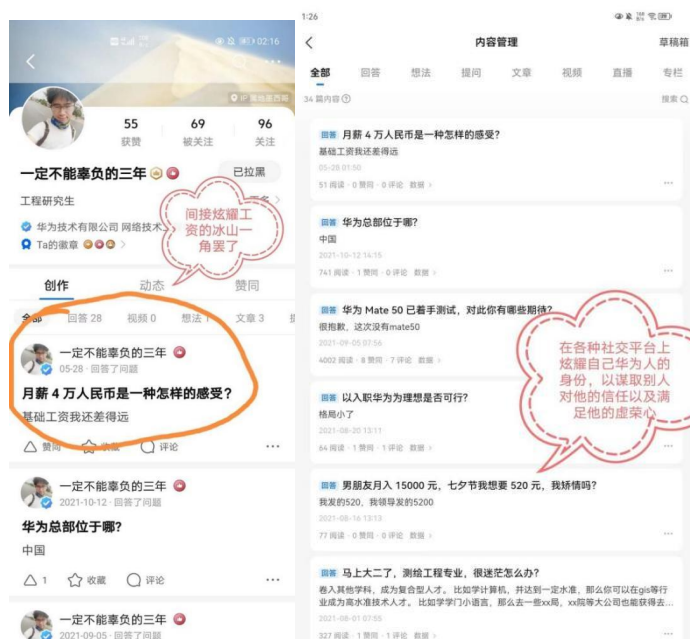 02:16
IP 属地墨西哥
55
69
96
获赞
被关注
关注
一定不能辜负的三年
已拉黑
工程研究生
华为技术有限公司 网络技术
Ta的徽章
间接炫耀工
资的冰山一
角罢了
创作
动态
赞同
全部
回答 28
视频 0
想法 1
文章 3
一定不能辜负的三年
05-28 · 回答了问题
月薪 4 万人民币是一种怎样的感受?
基础工资我还差得远
赞同
收藏
评论
一定不能辜负的三年
2021-10-12 · 回答了问题
华为总部位于哪?
中国
1
收藏
评论
一定不能辜负的三年
2021-09-05 · 回答了问题
1:26
内容管理
草稿箱
全部
回答
想法
提问
文章
视频
直播
专栏
34 篇内容
搜索
回答 月薪 4 万人民币是一种怎样的感受?
基础工资我还差得远
05-28 01:50
51 阅读 · 0 赞同 · 0 评论 数据 >
回答 华为总部位于哪?
中国
2021-10-12 14:15
741 阅读 · 1 赞同 · 0 评论 数据 >
回答 华为 Mate 50 已着手测试，对此你有哪些期待?
很抱歉，这次没有mate50
2021-09-05 07:56
4002 阅读 · 8 赞同 · 7 评论 数据 >
在各种社交平台上
炫耀自己华为人的
身份，以谋取别人
对他的信任以及满
足他的虚荣心
回答 以入职华为为理想是否可行?
格局小了
2021-08-20 13:11
64 阅读 · 1 赞同 · 0 评论 数据 >
回答 男朋友月入 15000 元，七夕节我想要 520 元，我矫情吗?
我发的520，我领导发的5200
2021-08-16 13:13
77 阅读 · 0 赞同 · 0 评论 数据 >
回答 马上大二了，测绘工程专业，很迷茫怎么办?
卷入其他学科，成为复合型人才。 比如学计算机，并达到一定水准，那么你可以在gis等行
业成为高水准技术人才。 比如学学门小语言，那么去一些xx局，xx院等大公司也能获得去...
2021-08-01 07:55
327 阅读 · 1 赞同 · 1 评论 数据 >